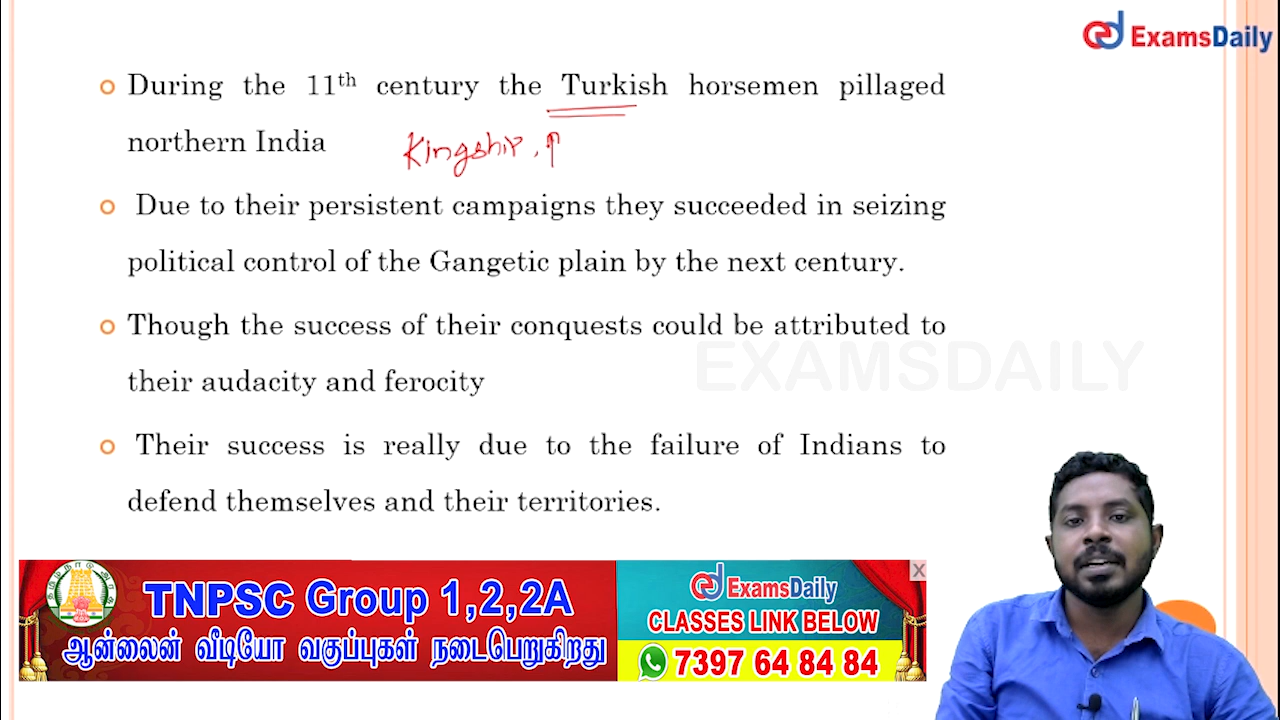 ExamsDaily
During the 11th century the Turkish horsemen pillaged
northern India
Kingship. ↑
Due to their persistent campaigns they succeeded in seizing
political control of the Gangetic plain by the next century.
Though the success of their conquests could be attributed to
EXAMSDAILY
their audacity and ferocity
Their success is really due to the failure of Indians to
defend themselves and their territories.
TNPSC Group 1,2,2A
ஆன்லைன் வீடியோ வகுப்புகள் நடைபெறுகிறது
ExamsDaily
CLASSES LINK BELOW
7397 64 84 84
X